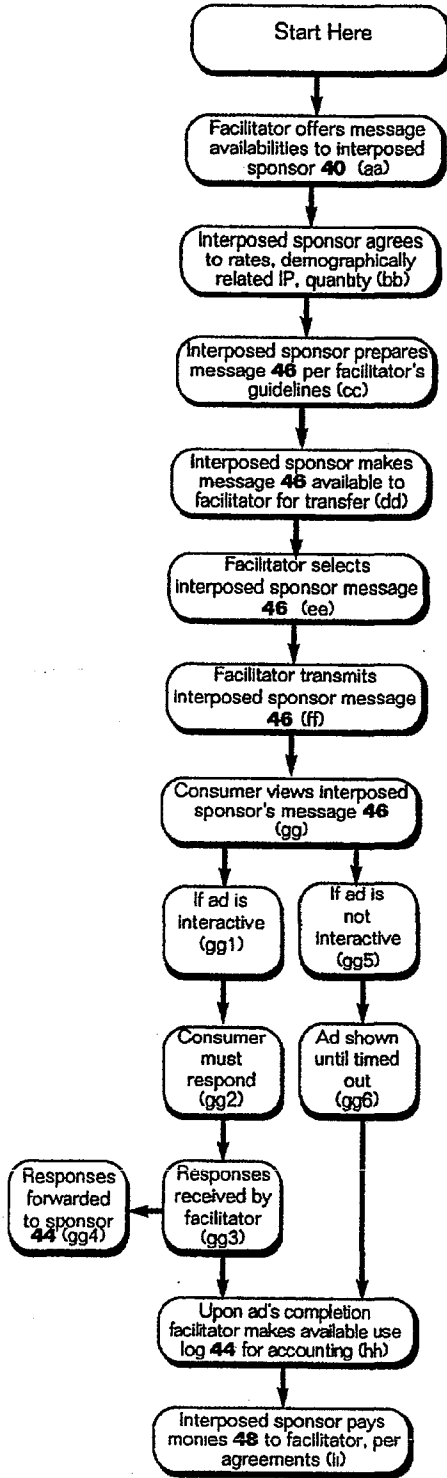 Start Here
Facilitator offers message
availabilities to interposed
sponsor 40 (aa)
Interposed sponsor agrees
to rates, demographically
related IP, quantity (bb)
Interposed sponsor prepares
message 46 per facilitator's
guidelines (cc)
Interposed sponsor makes
message 46 available to
facilitator for transfer (dd)
Facilitator selects
interposed sponsor message
46 (ee)
Facilitator transmits
interposed sponsor message
46 (ff)
Consumer views interposed
sponsor's message 46
(gg)
If ad is
interactive
(gg1)
If ad is
not
interactive
(gg5)
Consumer
must
respond
(gg2)
Ad shown
until timed
out
(gg6)
Responses
forwarded
to sponsor
44 (gg4)
Responses
received by
facilitator
(gg3)
Upon ad's completion
facilitator makes available use
log 44 for accounting (hh)
Interposed sponsor pays
monies 48 to facilitator, per
agreements (ii)